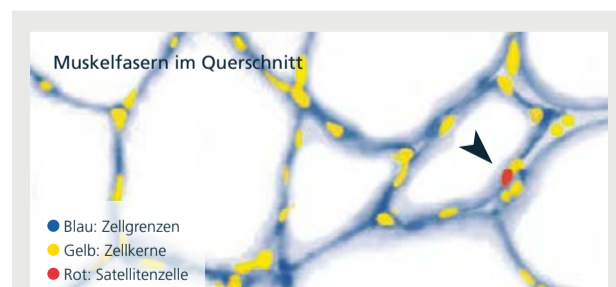 Muskelfasern im Querschnitt
Blau: Zellgrenzen
Gelb: Zellkerne
Rot: Satellitenzelle